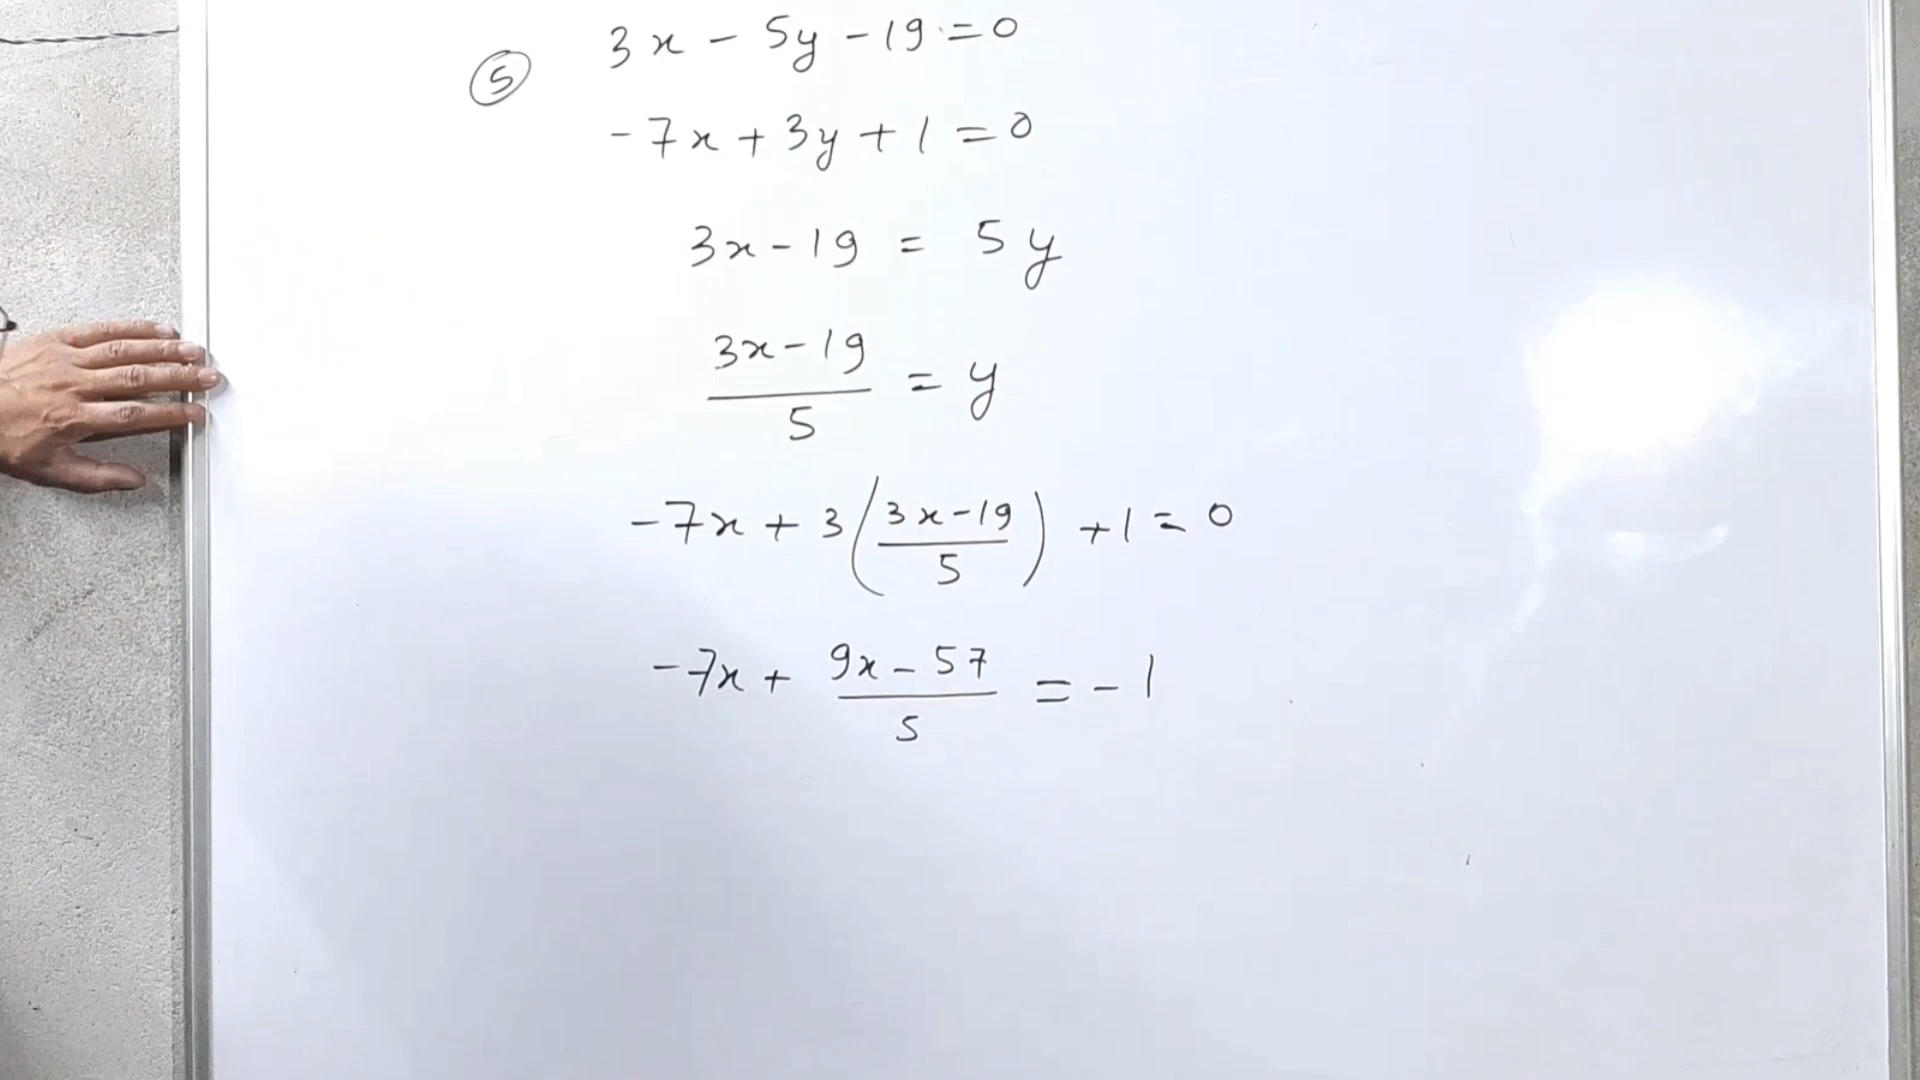 ⑤ 3x - 5y - 19 = 0
-7x + 3y + 1 = 0
3x - 19 = 5y
(3x - 19)/5 = y
-7x + 3((3x - 19)/5) + 1 = 0
-7x + (9x - 57)/5 = -1